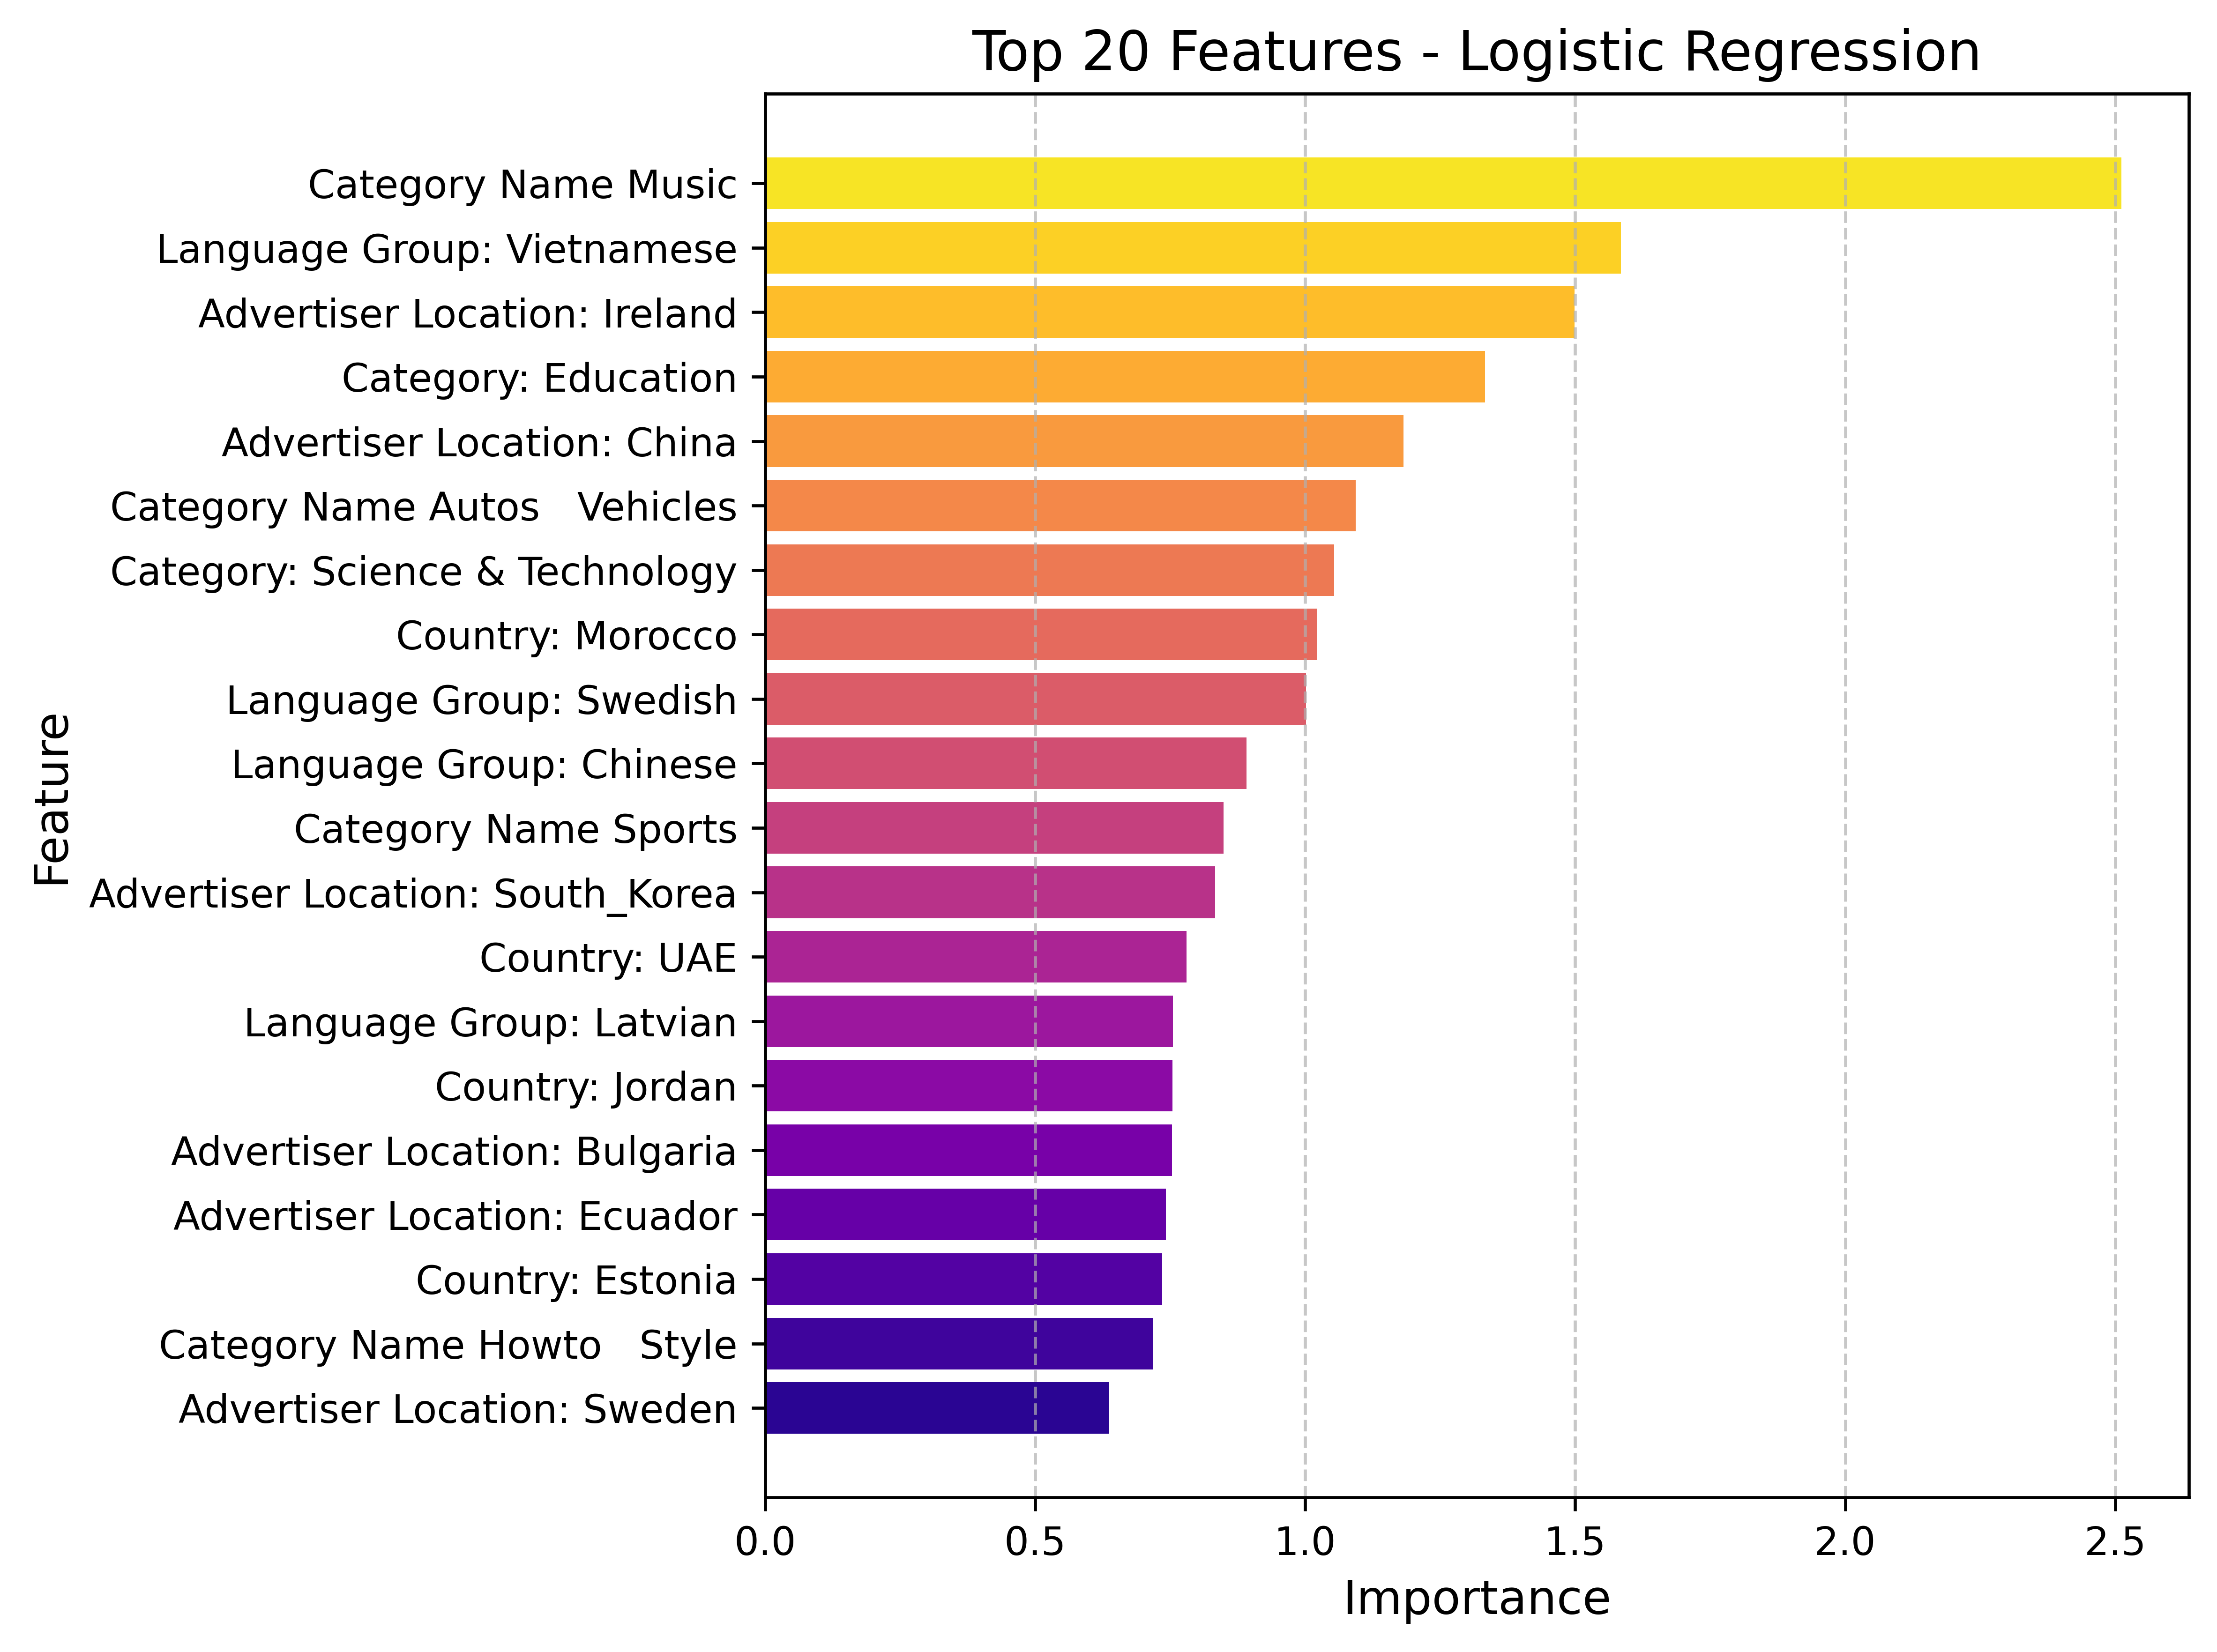 Top 20 Features - Logistic Regression
Category Name Music
Language Group: Vietnamese
Advertiser Location: Ireland
Category: Education
Advertiser Location: China
Category Name Autos   Vehicles
Category: Science & Technology
Country: Morocco
Language Group: Swedish
Language Group: Chinese
Category Name Sports
Advertiser Location: South_Korea
Country: UAE
Language Group: Latvian
Country: Jordan
Advertiser Location: Bulgaria
Advertiser Location: Ecuador
Country: Estonia
Category Name Howto   Style
Advertiser Location: Sweden
Feature
0.0 0.5 1.0 1.5 2.0 2.5
Importance